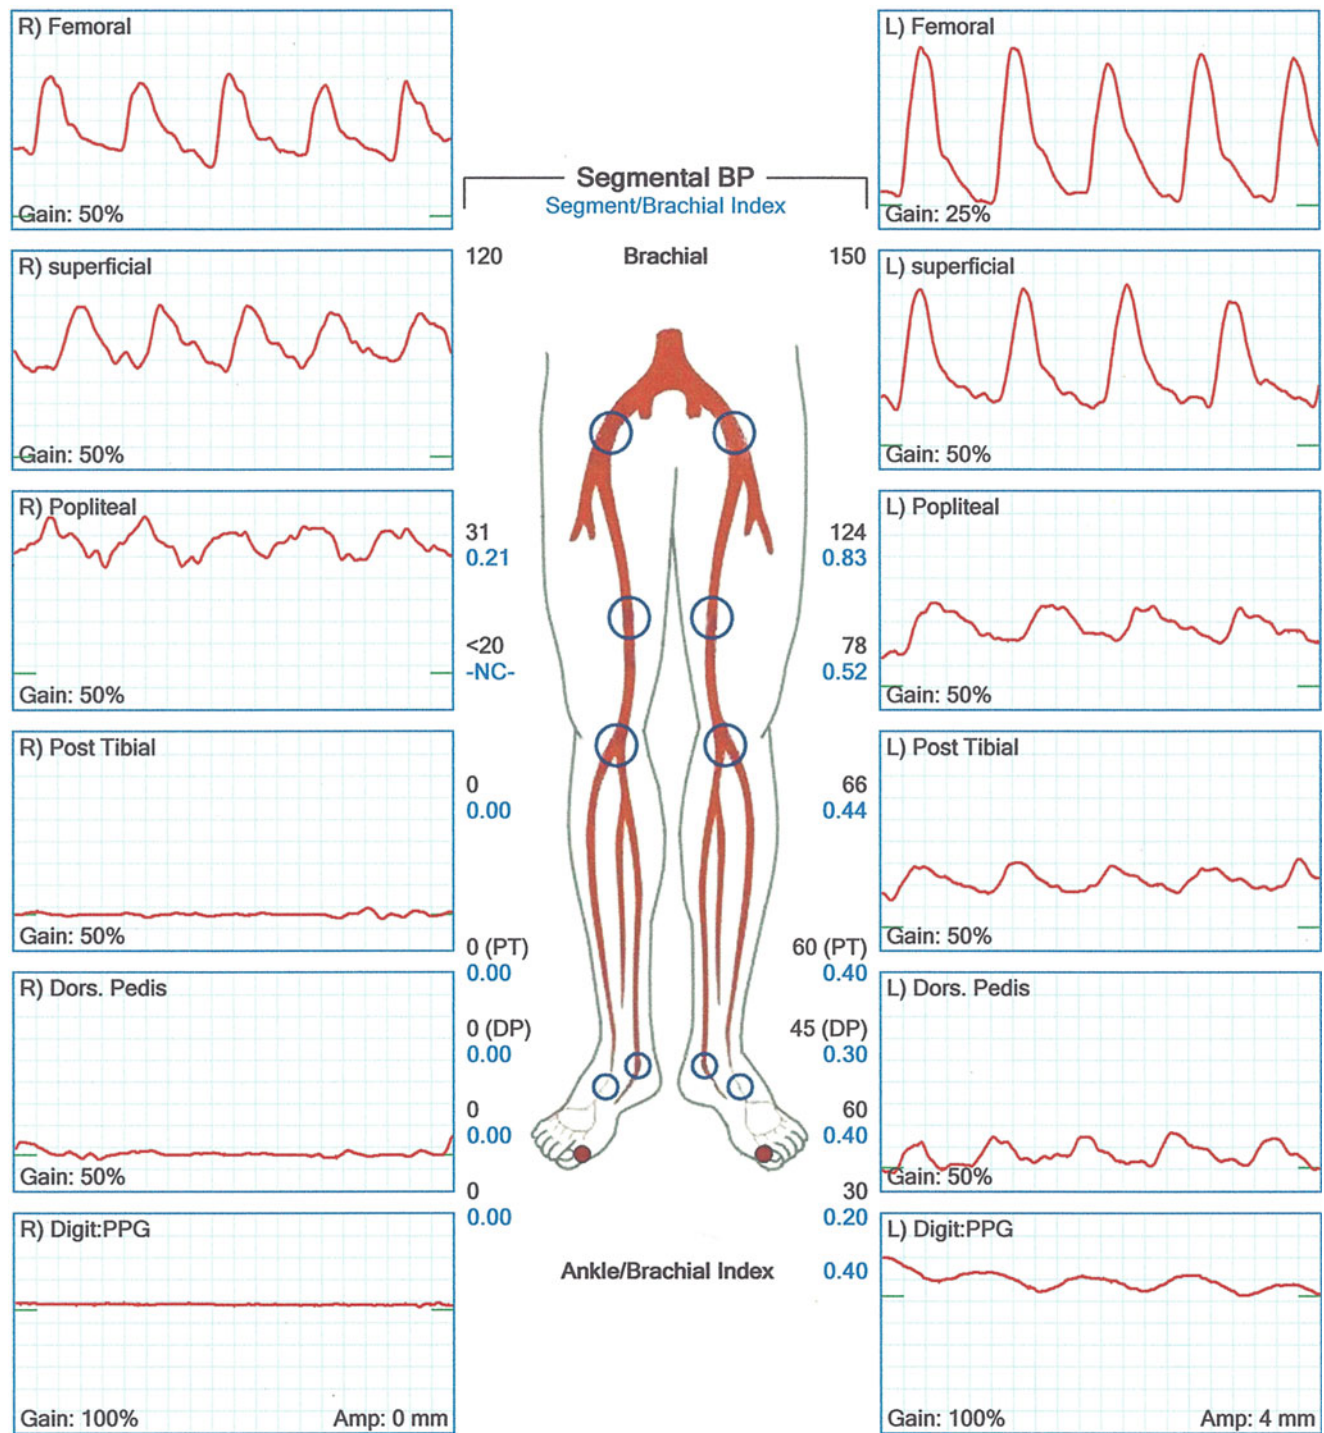 R) Femoral
Gain: 50%
R) superficial
Gain: 50%
R) Popliteal
Gain: 50%
R) Post Tibial
Gain: 50%
R) Dors. Pedis
Gain: 50%
R) Digit:PPG
Gain: 100% Amp: 0 mm
Segmental BP
Segment/Brachial Index
120 Brachial 150
31 124
0.21 0.83
<20 78
-NC- 0.52
0 66
0.00 0.44
0 (PT) 60 (PT)
0.00 0.40
0 (DP) 45 (DP)
0.00 0.30
0 60
0.00 0.40
0 30
0.00 0.20
Ankle/Brachial Index 0.40
L) Femoral
Gain: 25%
L) superficial
Gain: 50%
L) Popliteal
Gain: 50%
L) Post Tibial
Gain: 50%
L) Dors. Pedis
Gain: 50%
L) Digit:PPG
Gain: 100% Amp: 4 mm